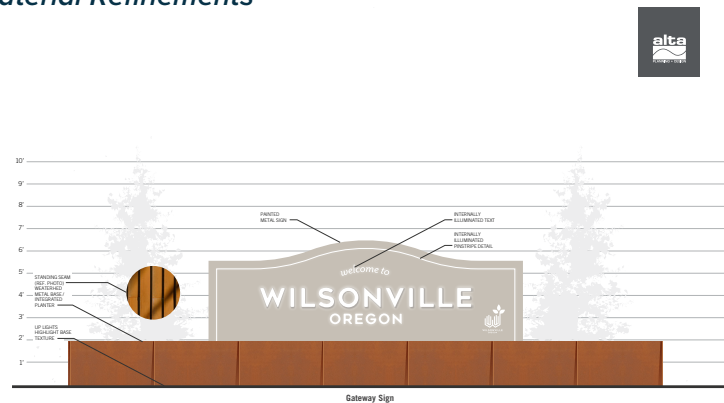 aterial Refinements
alta
PLANNING + DESIGN
10'
9'
8'
7'
6'
5'
4'
3'
2'
1'
PAINTED
METAL SIGN
INTERNALLY
ILLUMINATED TEXT
INTERNALLY
ILLUMINATED
PINSTRIPE DETAIL
STANDING SEAM
(REF. PHOTO)
WEATHERED
METAL BASE /
INTEGRATED
PLANTER
UP LIGHTS
HIGHLIGHT BASE
TEXTURE
welcome to
WILSONVILLE
OREGON
Gateway Sign